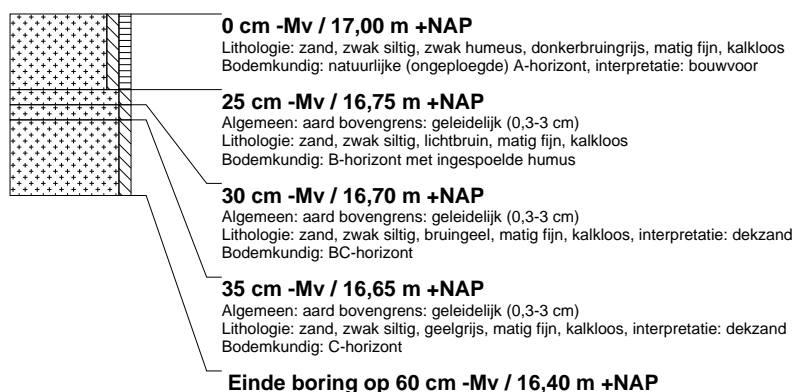 0 cm -Mv / 17,00 m +NAP
Lithologie: zand, zwak siltig, zwak humeus, donkerbruingrijs, matig fijn, kalkloos
Bodemkundig: natuurlijke (ongeploegde) A-horizont, interpretatie: bouwvoor
25 cm -Mv / 16,75 m +NAP
Algemeen: aard bovengrens: geleidelijk (0,3-3 cm)
Lithologie: zand, zwak siltig, lichtbruin, matig fijn, kalkloos
Bodemkundig: B-horizont met ingespoelde humus
30 cm -Mv / 16,70 m +NAP
Algemeen: aard bovengrens: geleidelijk (0,3-3 cm)
Lithologie: zand, zwak siltig, bruingeel, matig fijn, kalkloos, interpretatie: dekzand
Bodemkundig: BC-horizont
35 cm -Mv / 16,65 m +NAP
Algemeen: aard bovengrens: geleidelijk (0,3-3 cm)
Lithologie: zand, zwak siltig, geelgrijs, matig fijn, kalkloos, interpretatie: dekzand
Bodemkundig: C-horizont
Einde boring op 60 cm -Mv / 16,40 m +NAP